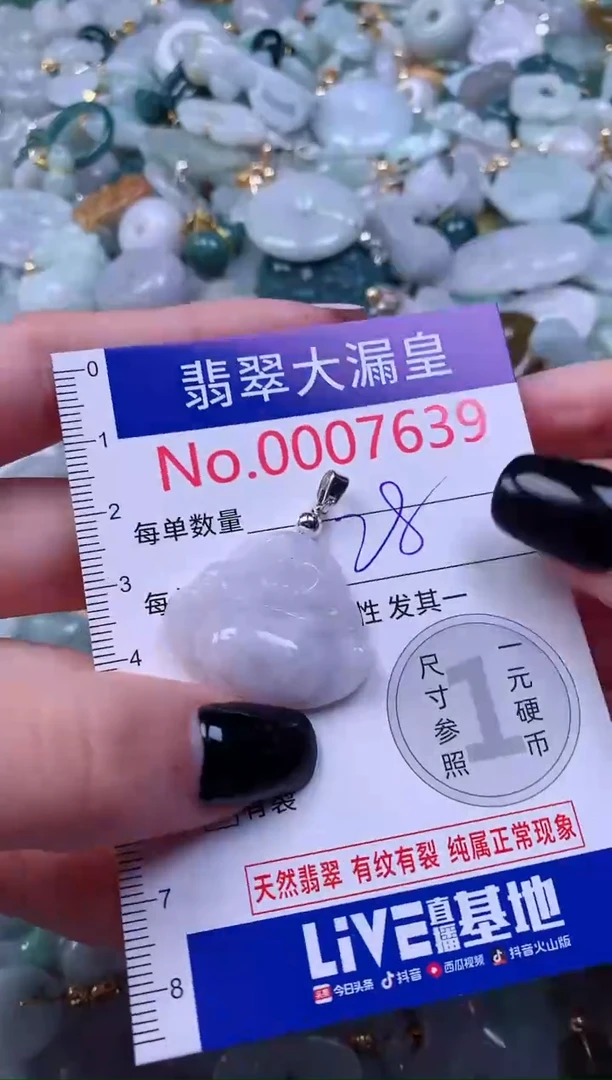 0
翡翠大漏皇
1
No.0007639
2
每单数量 28
3
每
性 发其一
4
尺寸参照
1
一元硬币
有裂
天然翡翠 有纹有裂 纯属正常现象
7
LiVE直播基地
8
头条 今日头条 抖音 西瓜视频 抖音火山版